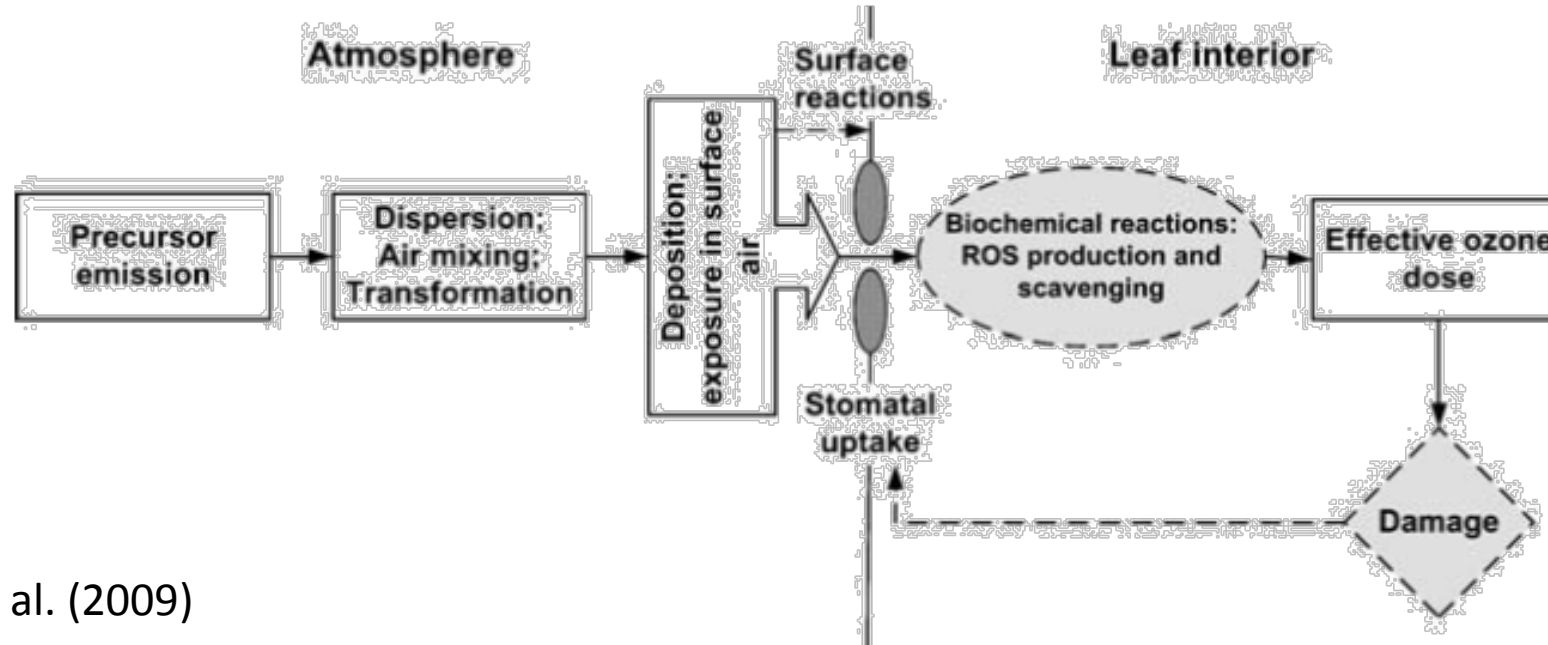 Atmosphere
Surface
reactions
Leaf interior
Precursor
emission
Dispersion;
Air mixing;
Transformation
Deposition;
exposure in surface
air
Biochemical reactions:
ROS production and
scavenging
Effective ozone
dose
Stomatal
uptake
Damage
al. (2009)